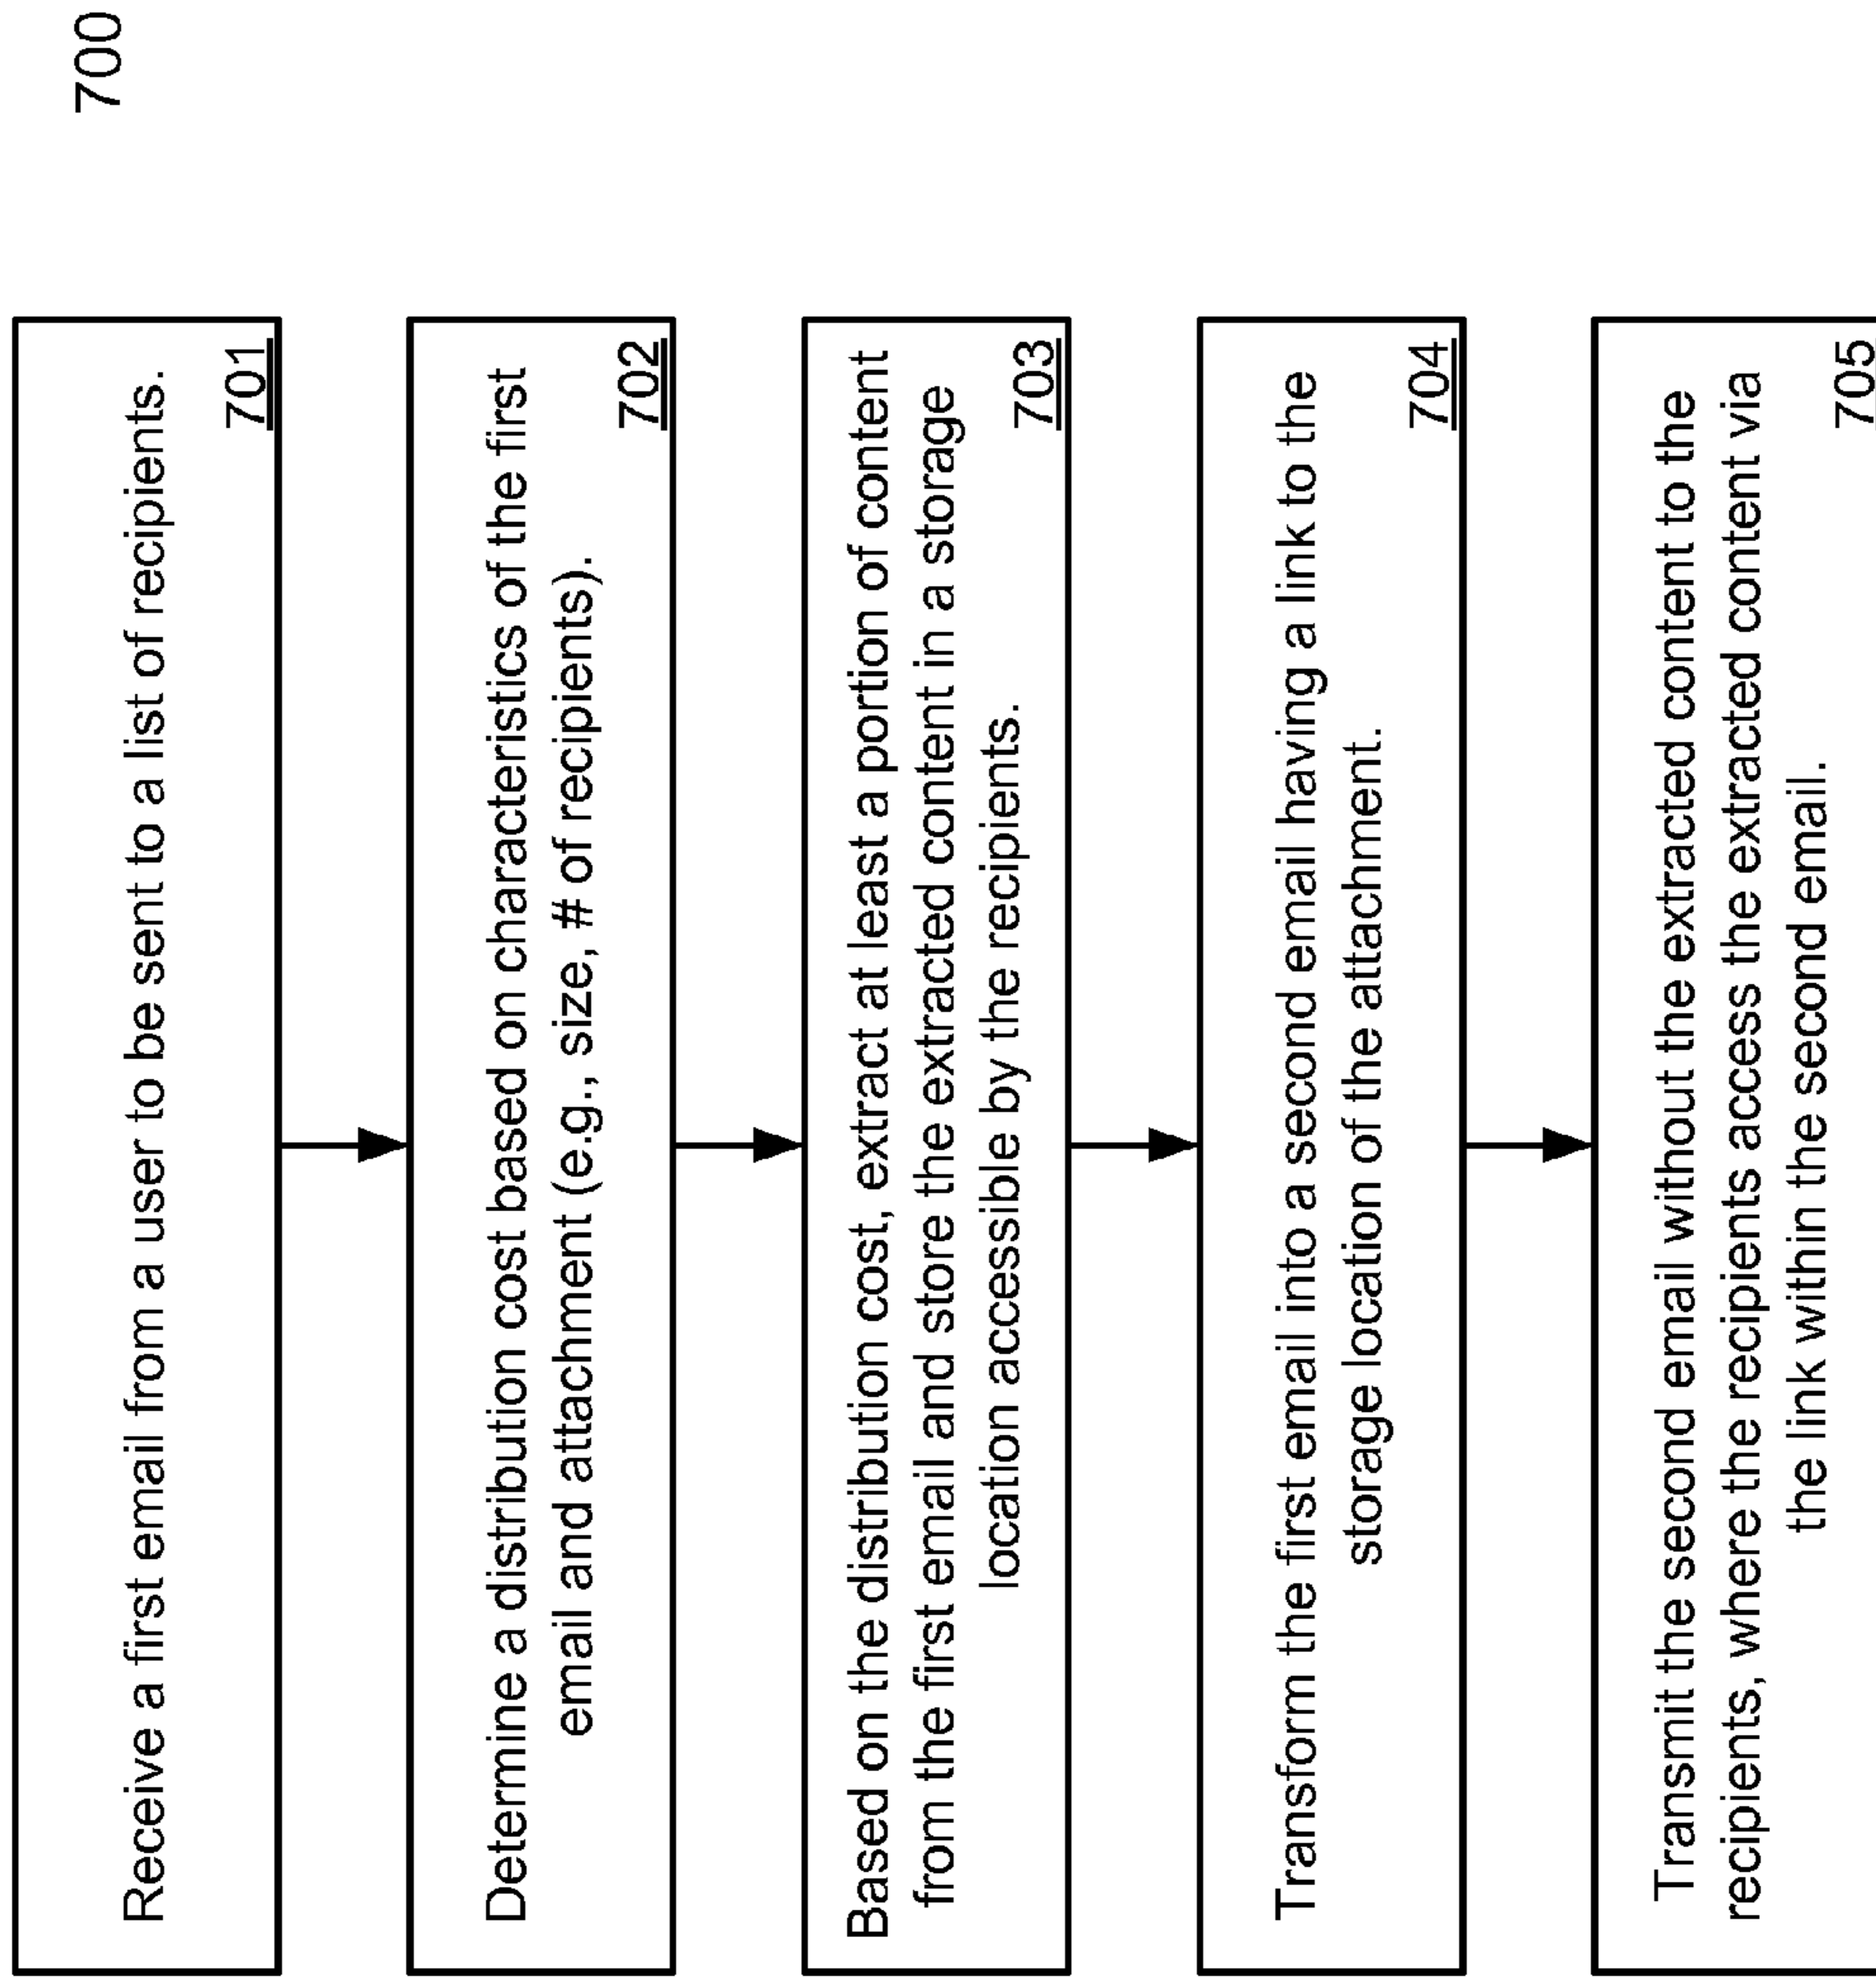 700
Receive a first email from a user to be sent to a list of recipients.
701
Determine a distribution cost based on characteristics of the first
email and attachment (e.g., size, # of recipients).
702
Based on the distribution cost, extract at least a portion of content
from the first email and store the extracted content in a storage
location accessible by the recipients.
703
Transform the first email into a second email having a link to the
storage location of the attachment.
704
Transmit the second email without the extracted content to the
recipients, where the recipients access the extracted content via
the link within the second email.
705